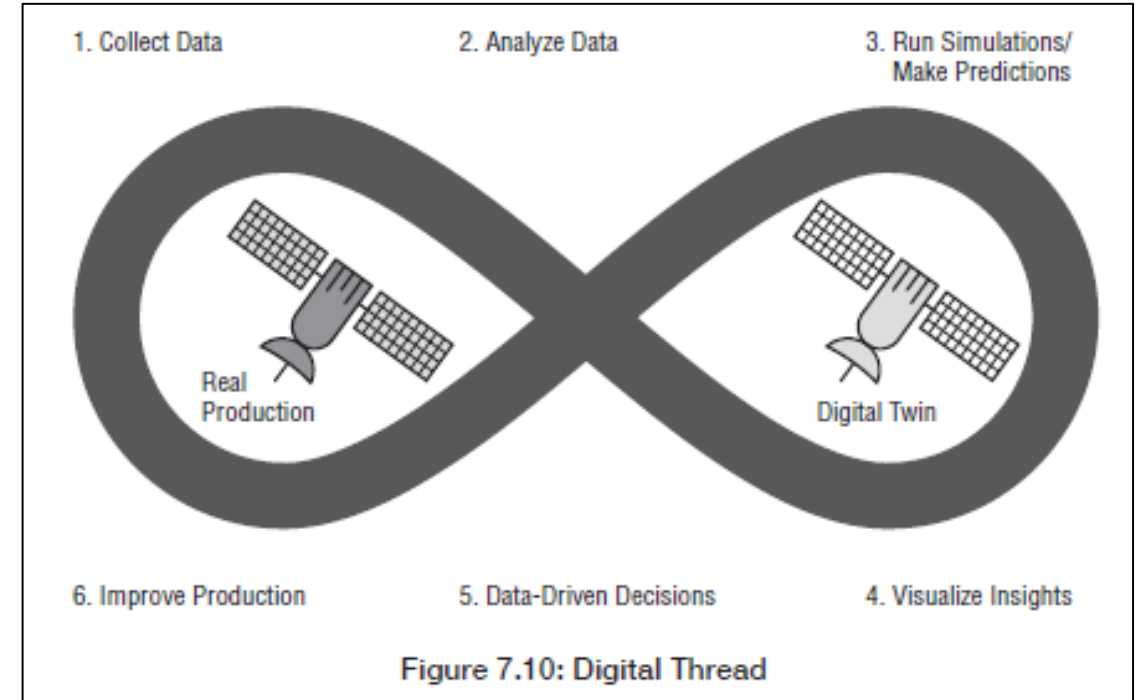 1. Collect Data
2. Analyze Data
3. Run Simulations/
Make Predictions
Real
Production
Digital Twin
6. Improve Production
5. Data-Driven Decisions
4. Visualize Insights
Figure 7.10: Digital Thread